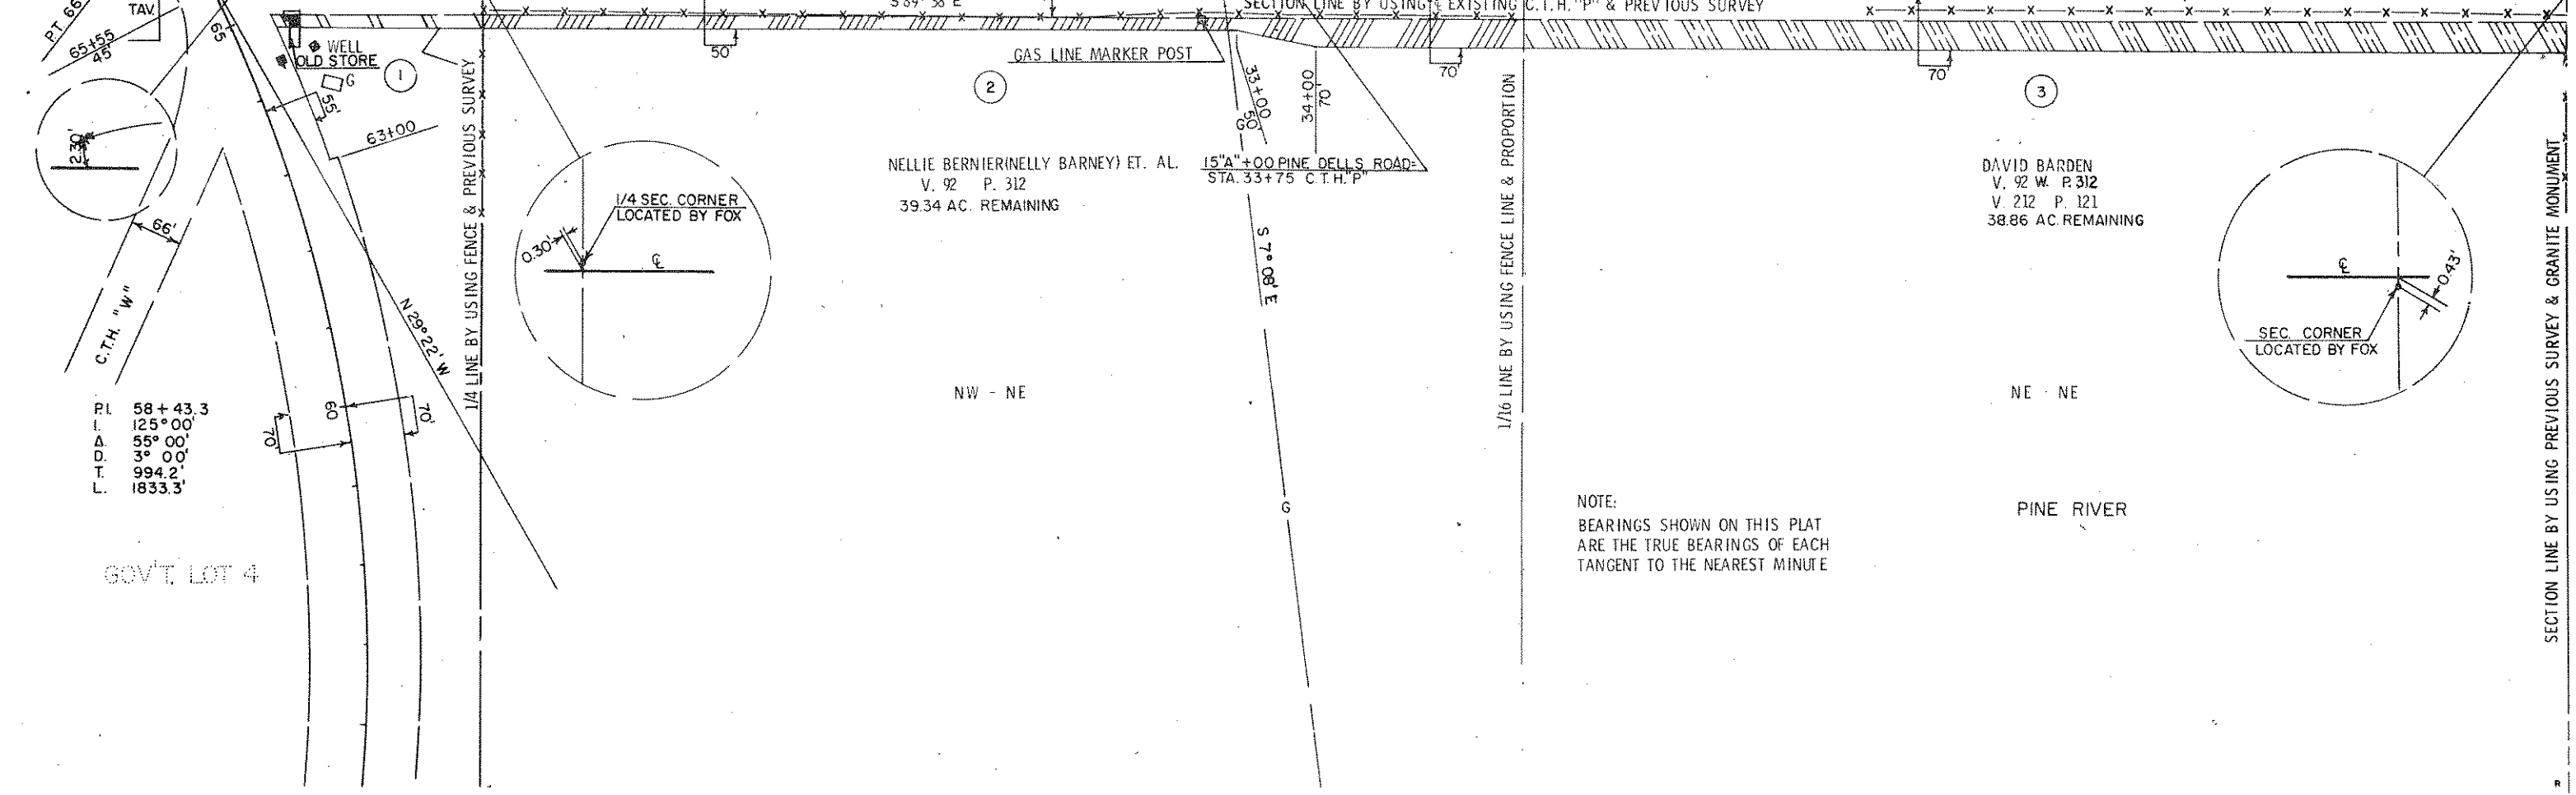 P.T. 66
TAV.
65+55
45'
65
WELL
OLD STORE
G
1
55'
63+00
2.30'
66'
C.T.H. "W"
N 29° 22' W
P.I. 58+43.3
I. 125° 00'
Δ. 55° 00'
D. 3° 00'
T. 994.2'
L. 1833.3'
60
70'
70'
GOV'T. LOT 4
1/4 LINE BY USING FENCE & PREVIOUS SURVEY
S 89° 58' E
SECTION LINE BY USING ℄ EXISTING C.T.H. "P" & PREVIOUS SURVEY
50'
GAS LINE MARKER POST
2
33+00
50'
34+00
70'
G
70'
70'
3
NELLIE BERNIER(NELLY BARNEY) ET. AL.
V. 92 P. 312
39.34 AC. REMAINING
15"A"+00 PINE DELLS ROAD=
STA. 33+75 C.T.H."P"
1/4 SEC. CORNER
LOCATED BY FOX
0.30'
℄
S 7° 08' E
G
NW - NE
1/16 LINE BY USING FENCE LINE & PROPORTION
DAVID BARDEN
V. 92 W. P. 312
V. 212 P. 121
38.86 AC. REMAINING
℄
0.43'
SEC. CORNER
LOCATED BY FOX
NE - NE
NOTE:
BEARINGS SHOWN ON THIS PLAT
ARE THE TRUE BEARINGS OF EACH
TANGENT TO THE NEAREST MINUTE
PINE RIVER
SECTION LINE BY USING PREVIOUS SURVEY & GRANITE MONUMENT
R